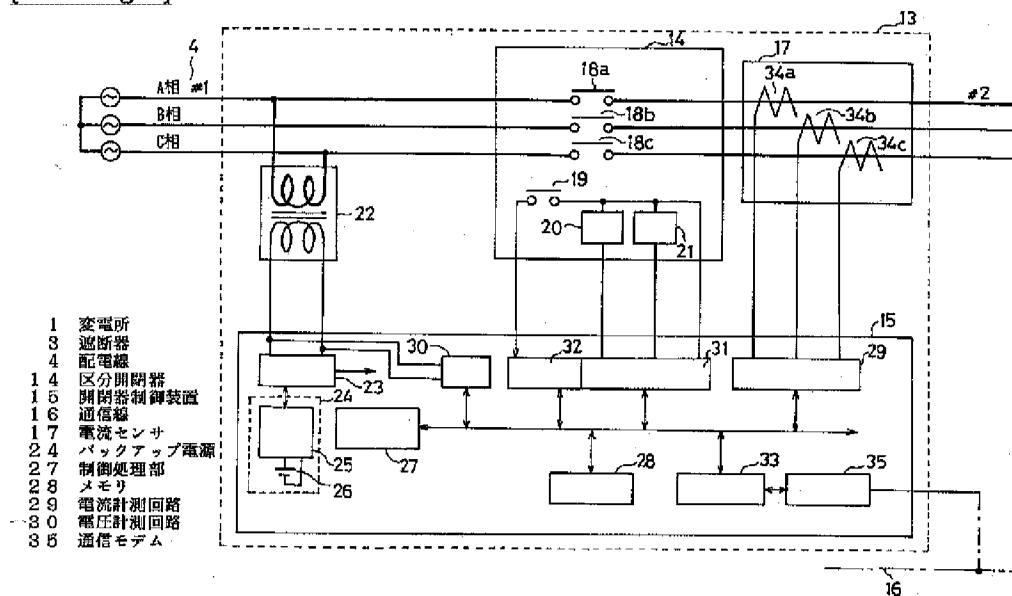 13
4
14
17
A相 #1
18a
34a
#2
B相
18b
34b
C相
18c
34c
19
20
21
22
15
30
32
31
29
23
24
25
26
27
28
33
35
16
1 変電所
3 遮断器
4 配電線
14 区分開閉器
15 開閉器制御装置
16 通信線
17 電流センサ
24 バックアップ電源
27 制御処理部
28 メモリ
29 電流計測回路
30 電圧計測回路
35 通信モデム